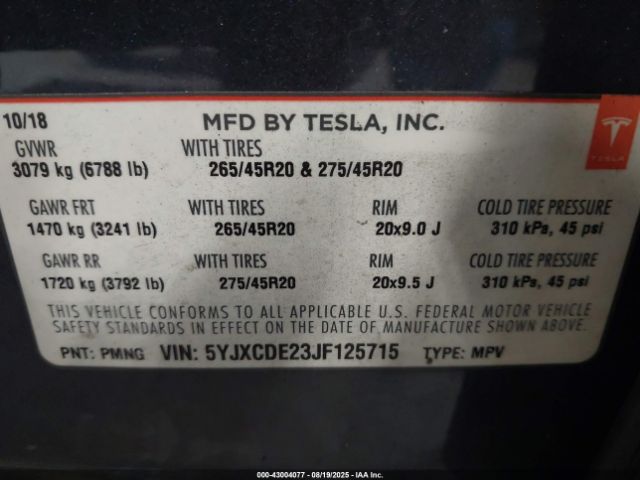 10/18 MFD BY TESLA, INC.
GVWR WITH TIRES
3079 kg (6788 lb) 265/45R20 & 275/45R20
TESLA
GAWR FRT WITH TIRES RIM COLD TIRE PRESSURE
1470 kg (3241 lb) 265/45R20 20x9.0 J 310 kPa, 45 psi
GAWR RR WITH TIRES RIM COLD TIRE PRESSURE
1720 kg (3792 lb) 275/45R20 20x9.5 J 310 kPa, 45 psi
THIS VEHICLE CONFORMS TO ALL APPLICABLE U.S. FEDERAL MOTOR VEHICLE
SAFETY STANDARDS IN EFFECT ON THE DATE OF MANUFACTURE SHOWN ABOVE.
PNT: PMNG VIN: 5YJXCDE23JF125715 TYPE: MPV
000-43004077 - 08/19/2025 - IAA Inc.